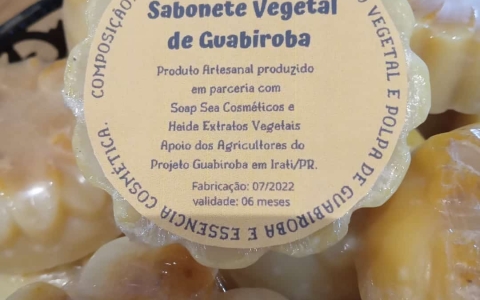 Sabonete Vegetal
de Guabiroba
Produto Artesanal produzido
em parceria com
Soap Sea Cosméticos e
Heide Extratos Vegetais
Apoio dos Agricultores do
Projeto Guabiroba em Irati/PR.
Fabricação: 07/2022
validade: 06 meses
COMPOSIÇÃO:
O VEGETAL E POLPA DE GUABIROBA E ESSENCIA COSMÉTICA.